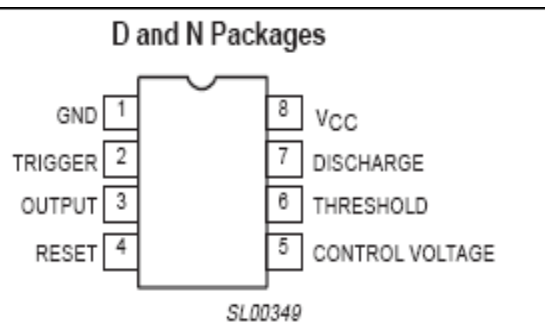 D and N Packages
GND 1 8 VCC
TRIGGER 2 7 DISCHARGE
OUTPUT 3 6 THRESHOLD
RESET 4 5 CONTROL VOLTAGE
SL00349